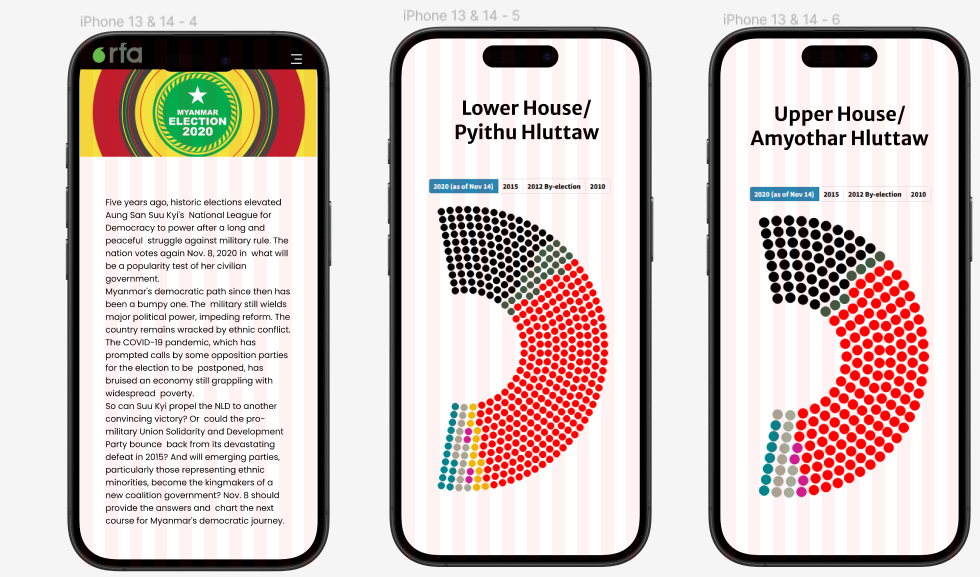 iPhone 13 & 14 - 4
rfa
MYANMAR
ELECTION
2020
Five years ago, historic elections elevated
Aung San Suu Kyi's National League for
Democracy to power after a long and
peaceful struggle against military rule. The
nation votes again Nov. 8, 2020 in what will
be a popularity test of her civilian
government.
Myanmar's democratic path since then has
been a bumpy one. The military still wields
major political power, impeding reform. The
country remains wracked by ethnic conflict.
The COVID-19 pandemic, which has
prompted calls by some opposition parties
for the election to be postponed, has
bruised an economy still grappling with
widespread poverty.
So can Suu Kyi propel the NLD to another
convincing victory? Or could the pro-
military Union Solidarity and Development
Party bounce back from its devastating
defeat in 2015? And will emerging parties,
particularly those representing ethnic
minorities, become the kingmakers of a
new coalition government? Nov. 8 should
provide the answers and chart the next
course for Myanmar's democratic journey.
iPhone 13 & 14 - 5
Lower House/
Pyithu Hluttaw
2020 (as of Nov 14) 2015 2012 By-election 2010
iPhone 13 & 14 - 6
Upper House/
Amyothar Hluttaw
2020 (as of Nov 14) 2015 2012 By-election 2010